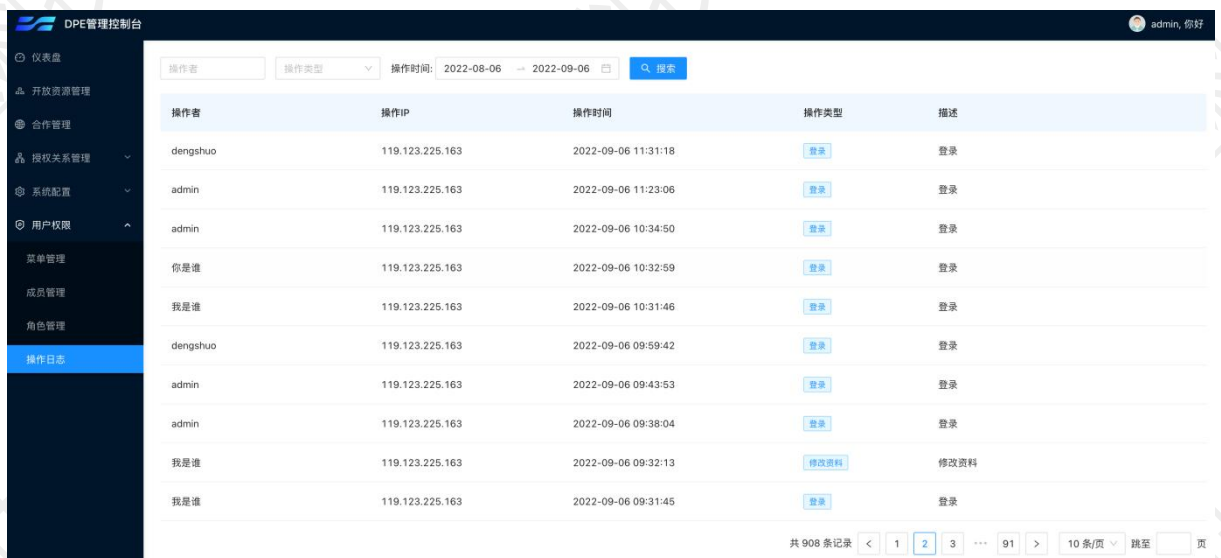 DPE管理控制台
admin, 你好
仪表盘
开放资源管理
合作管理
授权关系管理
系统配置
用户权限
菜单管理
成员管理
角色管理
操作日志
操作者 操作类型 操作时间: 2022-08-06 → 2022-09-06 搜索
操作者 操作IP 操作时间 操作类型 描述
dengshuo 119.123.225.163 2022-09-06 11:31:18 登录 登录
admin 119.123.225.163 2022-09-06 11:23:06 登录 登录
admin 119.123.225.163 2022-09-06 10:34:50 登录 登录
你是谁 119.123.225.163 2022-09-06 10:32:59 登录 登录
我是谁 119.123.225.163 2022-09-06 10:31:46 登录 登录
dengshuo 119.123.225.163 2022-09-06 09:59:42 登录 登录
admin 119.123.225.163 2022-09-06 09:43:53 登录 登录
admin 119.123.225.163 2022-09-06 09:38:04 登录 登录
我是谁 119.123.225.163 2022-09-06 09:32:13 修改资料 修改资料
我是谁 119.123.225.163 2022-09-06 09:31:45 登录 登录
共 908 条记录 < 1 2 3 ··· 91 > 10 条/页 跳至 页